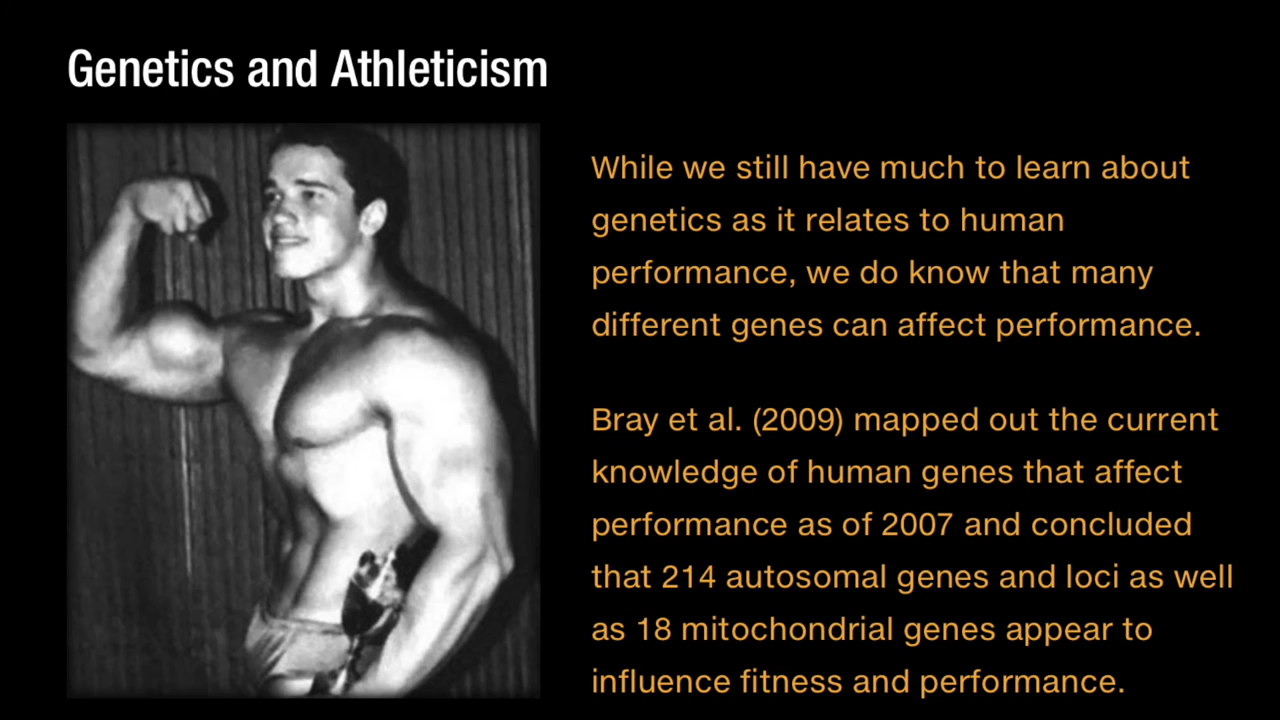 Genetics and Athleticism
While we still have much to learn about
genetics as it relates to human
performance, we do know that many
different genes can affect performance.
Bray et al. (2009) mapped out the current
knowledge of human genes that affect
performance as of 2007 and concluded
that 214 autosomal genes and loci as well
as 18 mitochondrial genes appear to
influence fitness and performance.